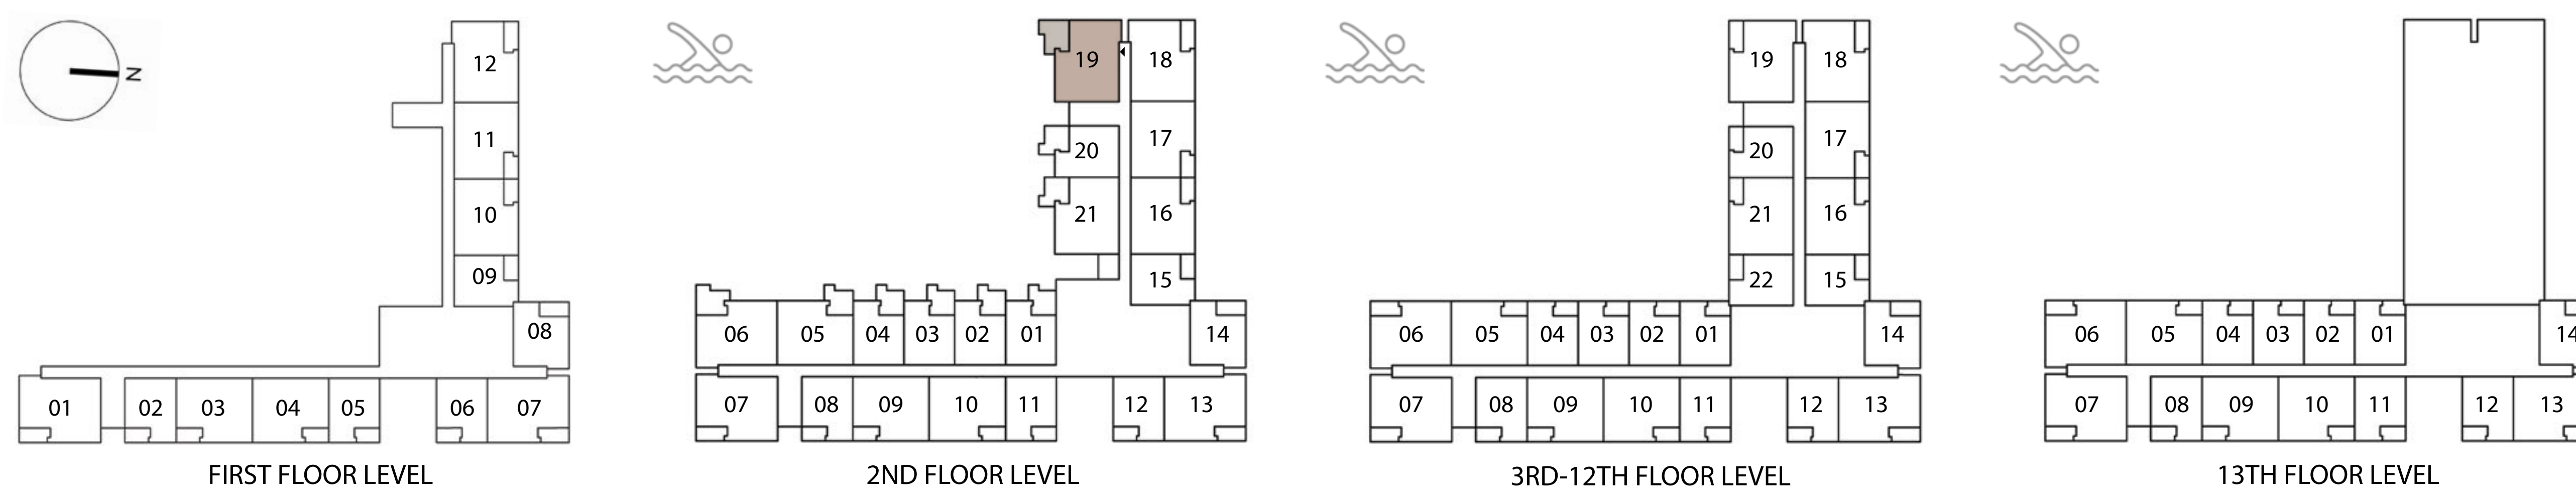 N
12
11
10
09
08
01 02 03 04 05 06 07
FIRST FLOOR LEVEL
19 18
17
20
21 16
15
06 05 04 03 02 01 14
07 08 09 10 11 12 13
2ND FLOOR LEVEL
19 18
17
20
21 16
22 15
06 05 04 03 02 01 14
07 08 09 10 11 12 13
3RD-12TH FLOOR LEVEL
06 05 04 03 02 01 14
07 08 09 10 11 12 13
13TH FLOOR LEVEL